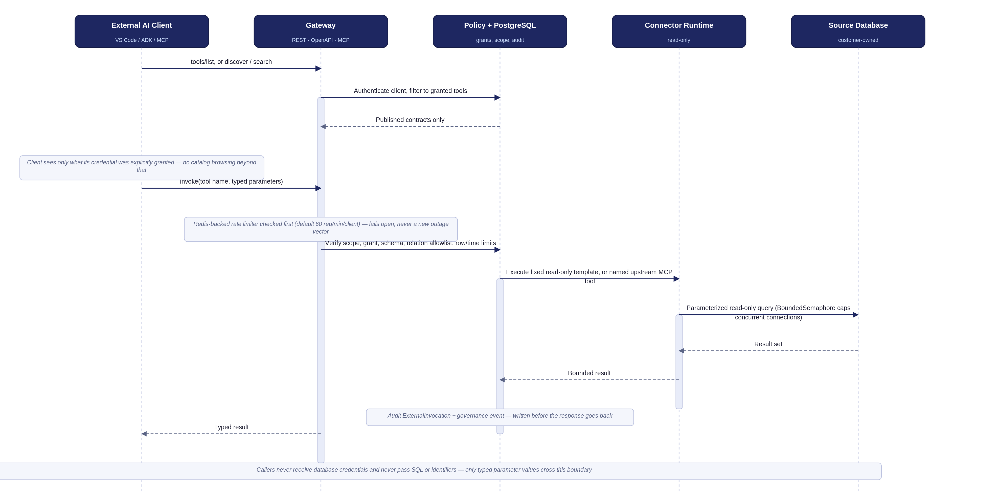 External AI Client
VS Code / ADK / MCP
Gateway
REST · OpenAPI · MCP
Policy + PostgreSQL
grants, scope, audit
Connector Runtime
read-only
Source Database
customer-owned
tools/list, or discover / search
Authenticate client, filter to granted tools
Published contracts only
Client sees only what its credential was explicitly granted — no catalog browsing beyond
that
invoke(tool name, typed parameters)
Redis-backed rate limiter checked first (default 60 req/min/client) — fails open, never a new outage
vector
Verify scope, grant, schema, relation allowlist, row/time limits
Execute fixed read-only template, or named upstream MCP
tool
Parameterized read-only query (BoundedSemaphore caps
concurrent connections)
Result set
Bounded result
Audit ExternalInvocation + governance event — written before the response goes back
Typed result
Callers never receive database credentials and never pass SQL or identifiers — only typed parameter values cross this boundary